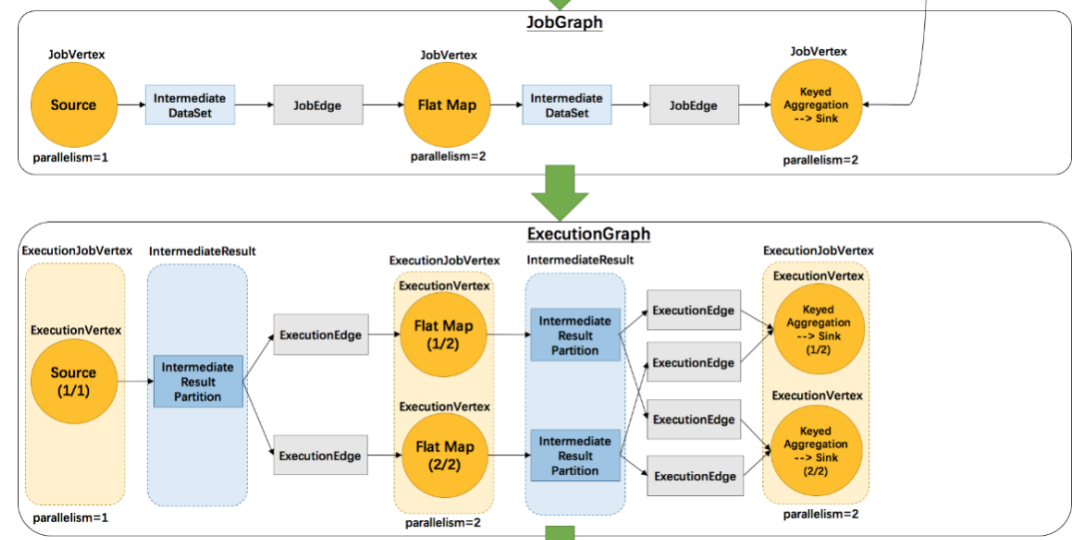 JobGraph
JobVertex
Source
parallelism=1
Intermediate
DataSet
JobEdge
JobVertex
Flat Map
parallelism=2
Intermediate
DataSet
JobEdge
JobVertex
Keyed
Aggregation
--> Sink
parallelism=2
ExecutionGraph
ExecutionJobVertex
ExecutionVertex
Source
(1/1)
parallelism=1
IntermediateResult
Intermediate
Result
Partition
ExecutionEdge
ExecutionEdge
ExecutionJobVertex
ExecutionVertex
Flat Map
(1/2)
ExecutionVertex
Flat Map
(2/2)
parallelism=2
IntermediateResult
Intermediate
Result
Partition
Intermediate
Result
Partition
ExecutionEdge
ExecutionEdge
ExecutionEdge
ExecutionEdge
ExecutionJobVertex
ExecutionVertex
Keyed
Aggregation
--> Sink
(1/2)
ExecutionVertex
Keyed
Aggregation
--> Sink
(2/2)
parallelism=2